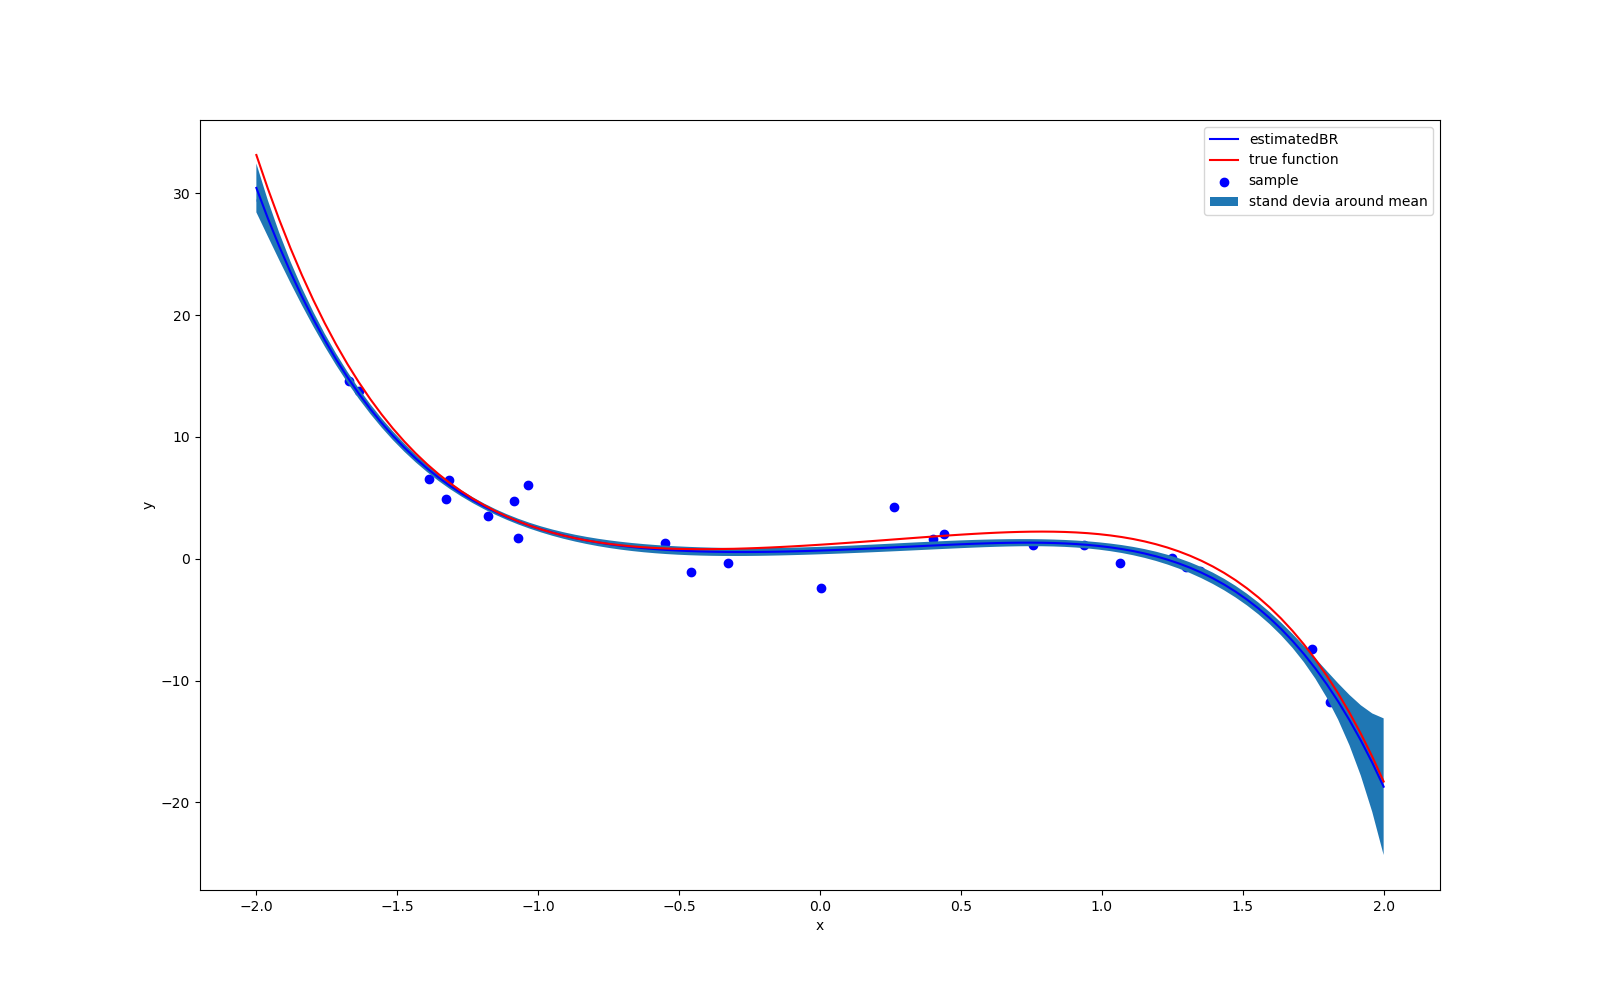 estimatedBR
true function
sample
stand devia around mean
30
20
10
0
−10
−20
y
−2.0 −1.5 −1.0 −0.5 0.0 0.5 1.0 1.5 2.0
x